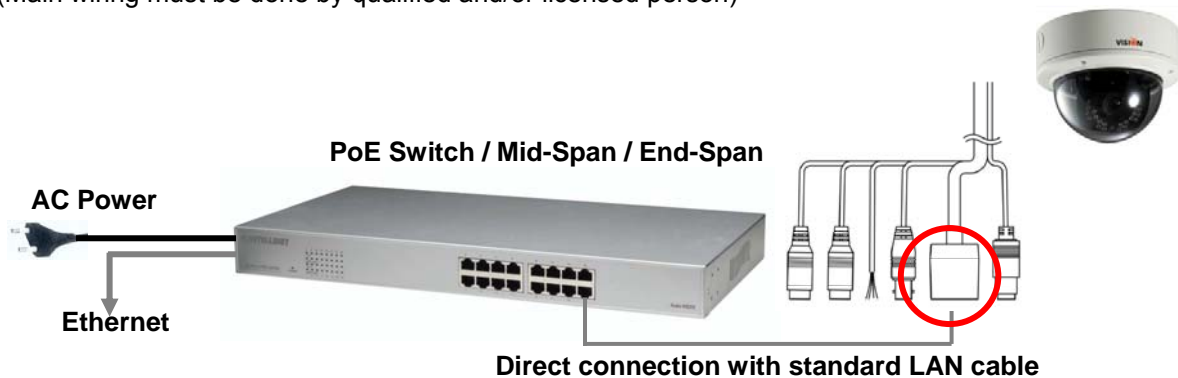 (Main wiring must be done by qualified and/or licensed person)
VISION
PoE Switch / Mid-Span / End-Span
AC Power
INTELLINET
Ethernet
Direct connection with standard LAN cable